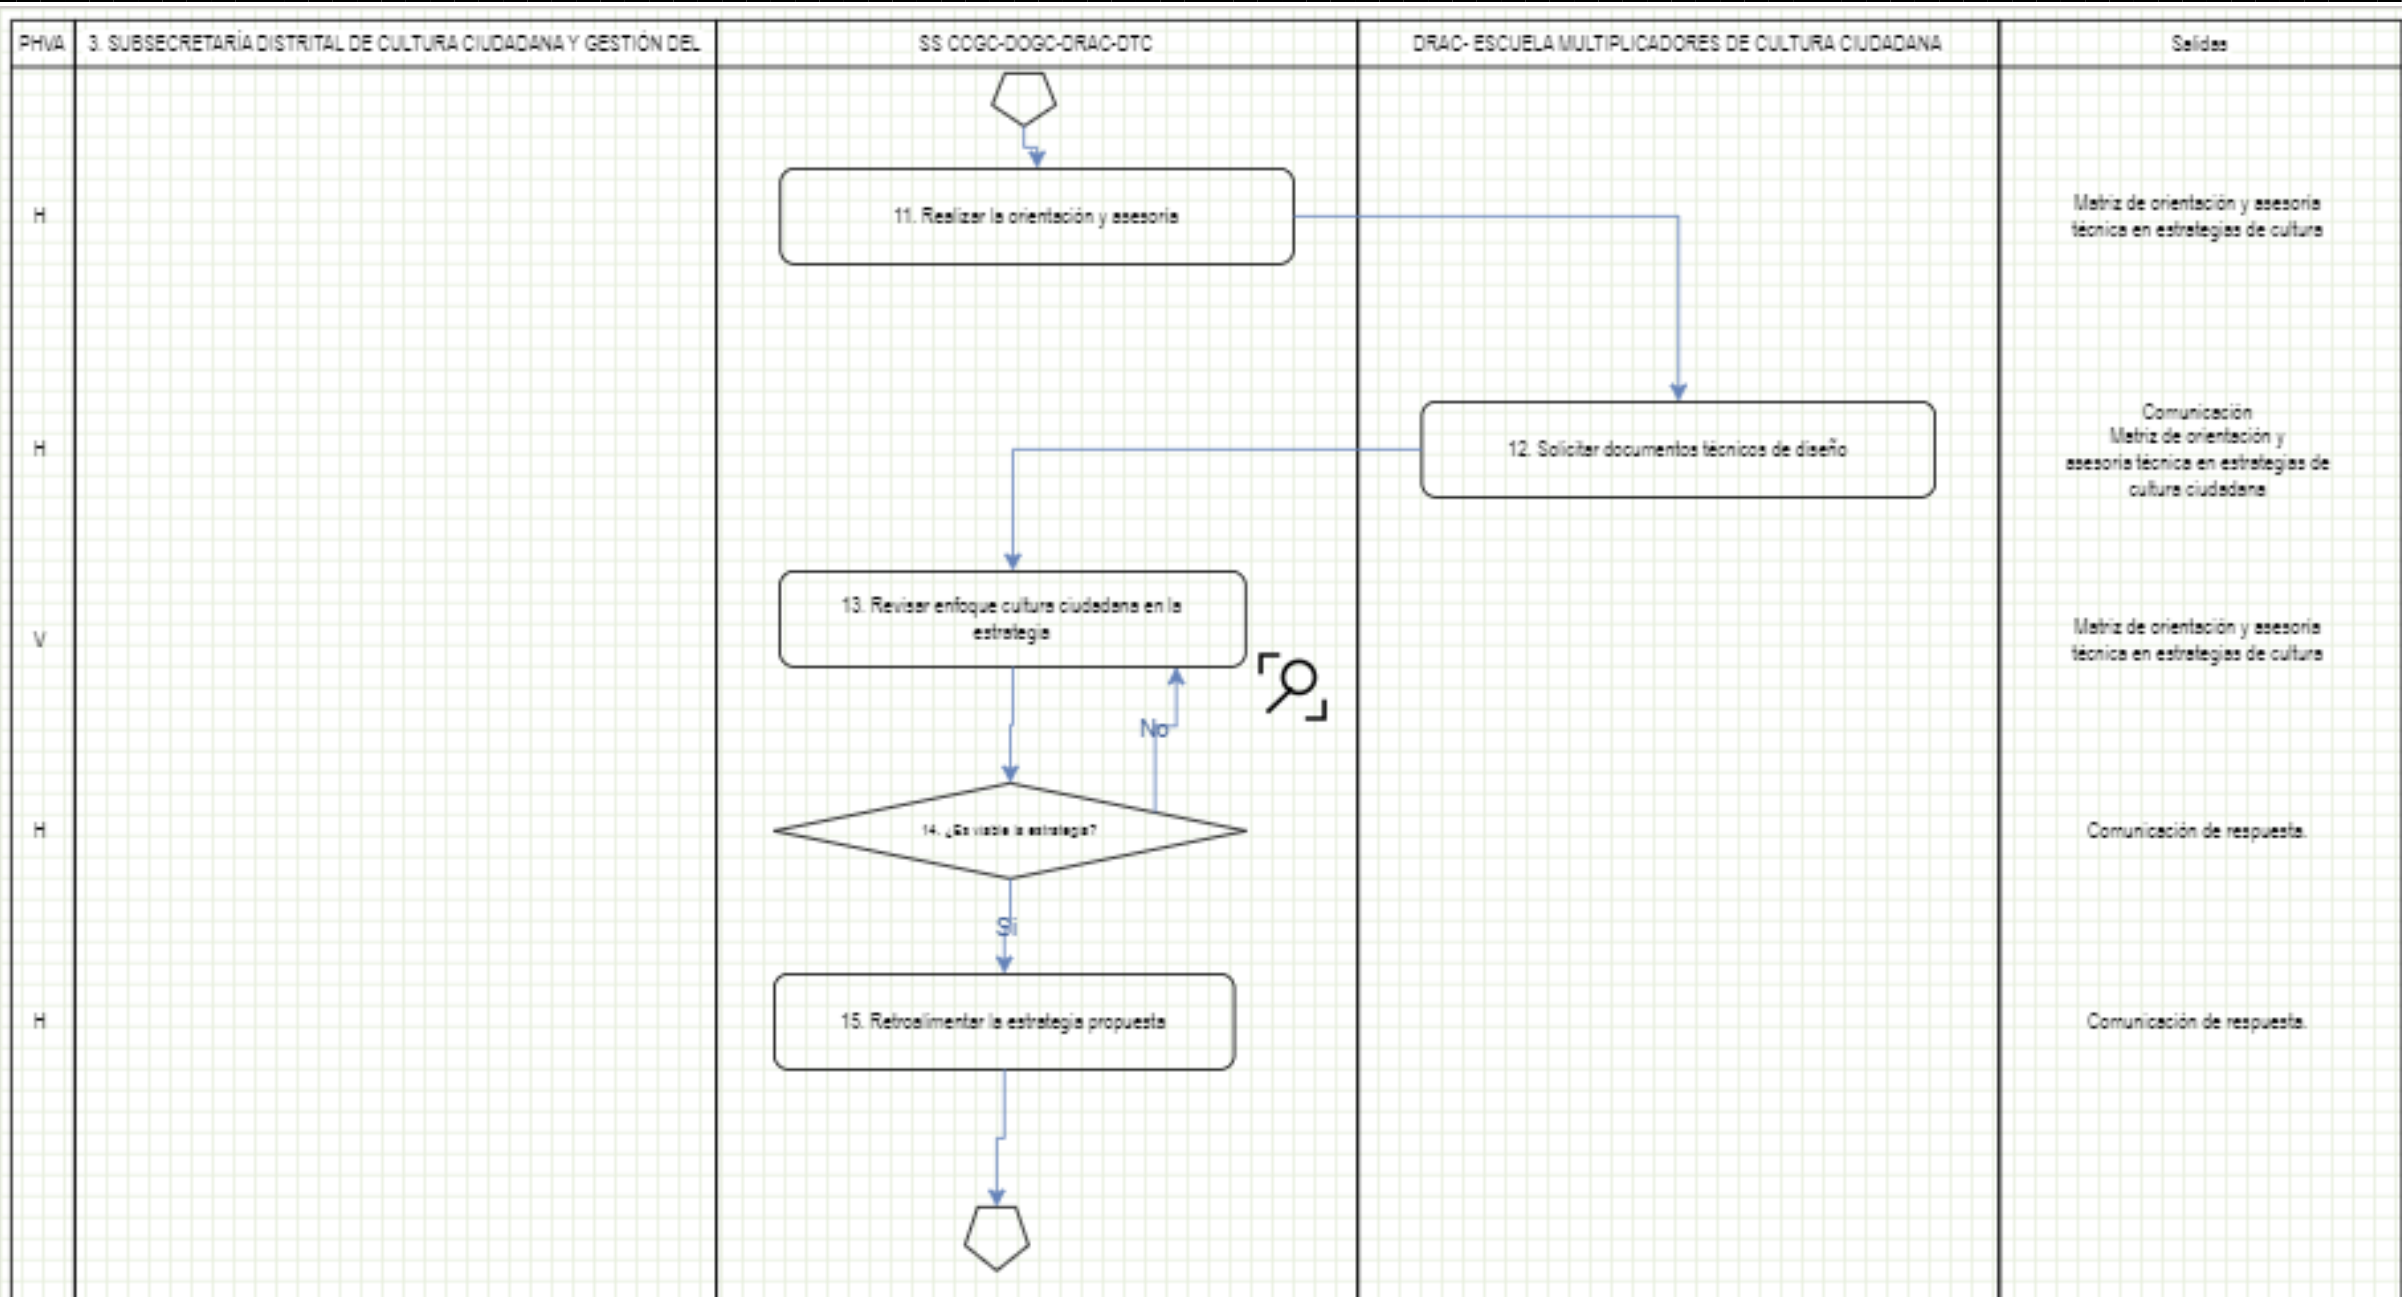 PHVA
3. SUBSECRETARÍA DISTRITAL DE CULTURA CIUDADANA Y GESTIÓN DEL
SS CCGC-DOGC-DRAC-DTC
DRAC- ESCUELA MULTIPLICADORES DE CULTURA CIUDADANA
Salidas
H
11. Realizar la orientación y asesoría
Matriz de orientación y asesoría
técnica en estrategias de cultura
H
12. Solicitar documentos técnicos de diseño
Comunicación
Matriz de orientación y
asesoría técnica en estrategias de
cultura ciudadana
V
13. Revisar enfoque cultura ciudadana en la
estrategia
Matriz de orientación y asesoría
técnica en estrategias de cultura
No
H
14. ¿Es viable la estrategia?
Comunicación de respuesta.
Si
H
15. Retroalimentar la estrategia propuesta
Comunicación de respuesta.